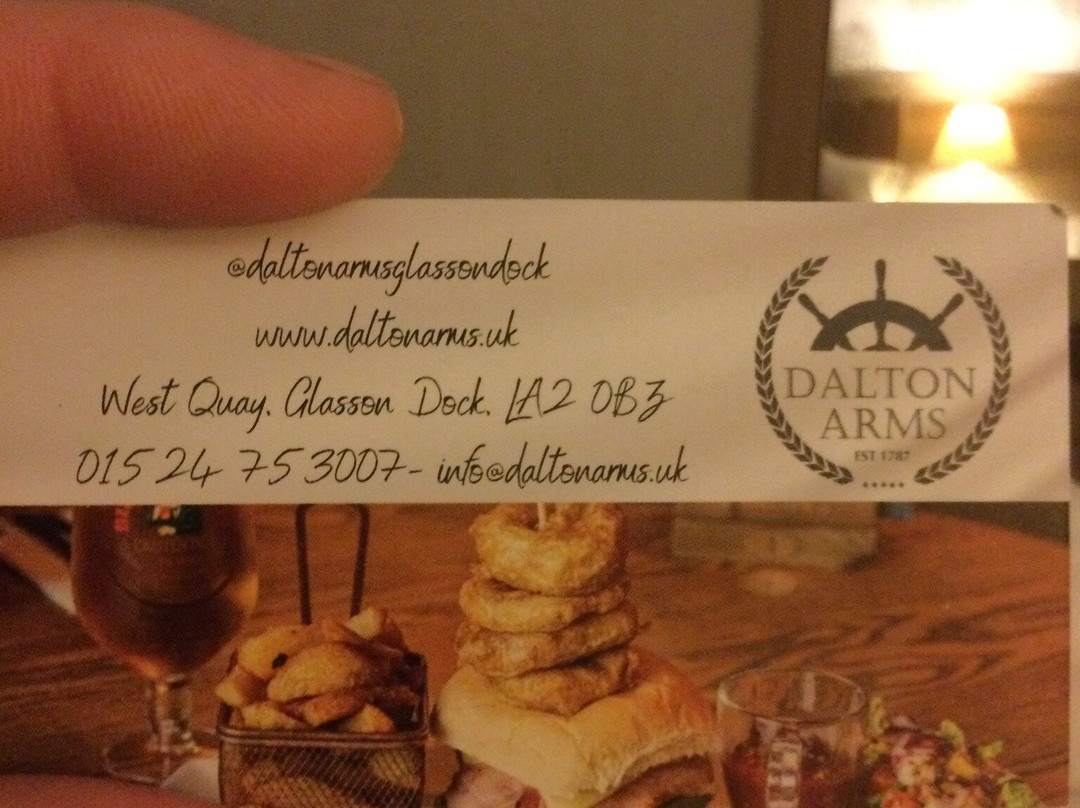 @daltonarmsglassondock
www.daltonarms.uk
West Quay, Glasson Dock, LA2 0BZ
01524 753007- info@daltonarms.uk
DALTON
ARMS
EST 1787